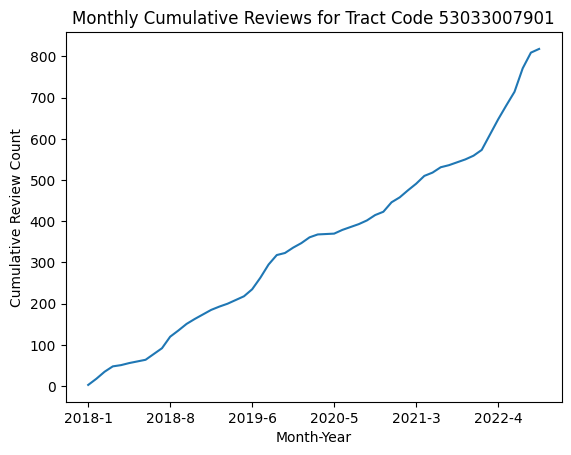 Monthly Cumulative Reviews for Tract Code 53033007901
Cumulative Review Count
800
700
600
500
400
300
200
100
0
2018-1 2018-8 2019-6 2020-5 2021-3 2022-4
Month-Year